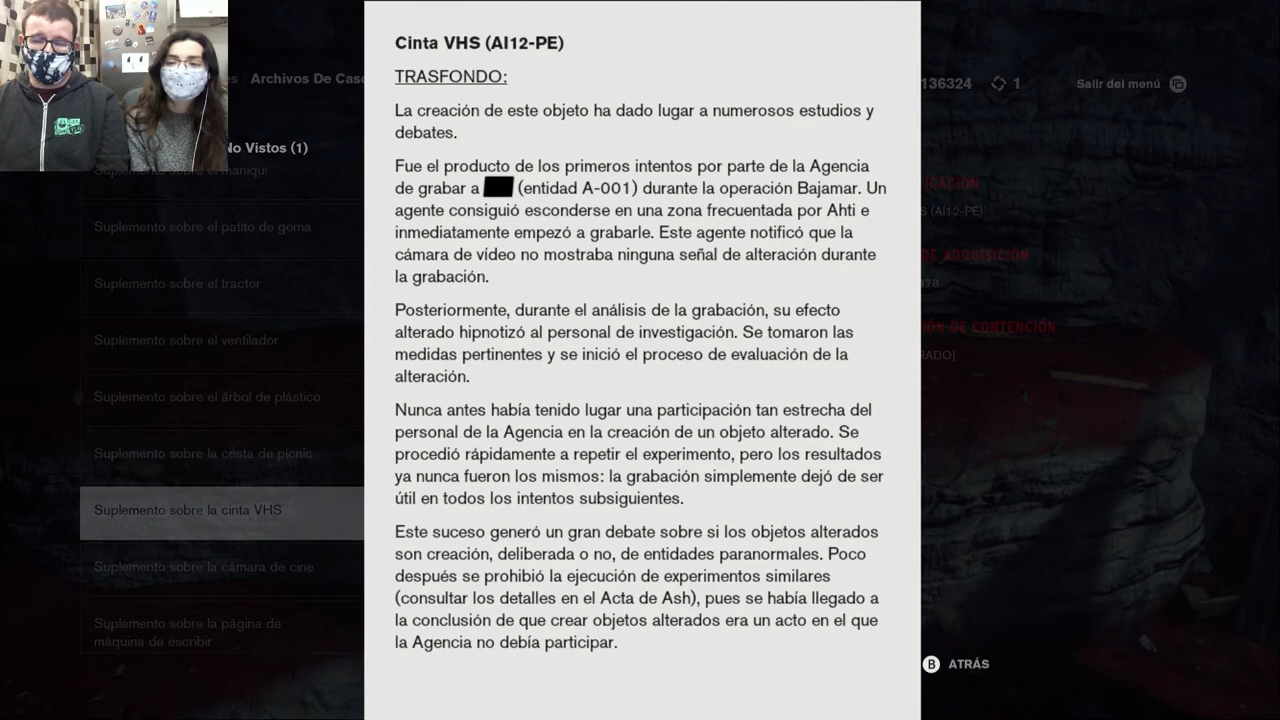 Archivos De Caso
136324
1
Salir del menú
No Vistos (1)
Suplemento sobre el maniquí
Suplemento sobre el patito de goma
Suplemento sobre el tractor
Suplemento sobre el ventilador
Suplemento sobre el árbol de plástico
Suplemento sobre la cesta de picnic
Suplemento sobre la cinta VHS
Suplemento sobre la cámara de cine
Suplemento sobre la página de
máquina de escribir
Cinta VHS (AI12-PE)
TRASFONDO:
La creación de este objeto ha dado lugar a numerosos estudios y
debates.
Fue el producto de los primeros intentos por parte de la Agencia
de grabar a (entidad A-001) durante la operación Bajamar. Un
agente consiguió esconderse en una zona frecuentada por Ahti e
inmediatamente empezó a grabarle. Este agente notificó que la
cámara de vídeo no mostraba ninguna señal de alteración durante
la grabación.
Posteriormente, durante el análisis de la grabación, su efecto
alterado hipnotizó al personal de investigación. Se tomaron las
medidas pertinentes y se inició el proceso de evaluación de la
alteración.
Nunca antes había tenido lugar una participación tan estrecha del
personal de la Agencia en la creación de un objeto alterado. Se
procedió rápidamente a repetir el experimento, pero los resultados
ya nunca fueron los mismos: la grabación simplemente dejó de ser
útil en todos los intentos subsiguientes.
Este suceso generó un gran debate sobre si los objetos alterados
son creación, deliberada o no, de entidades paranormales. Poco
después se prohibió la ejecución de experimentos similares
(consultar los detalles en el Acta de Ash), pues se había llegado a
la conclusión de que crear objetos alterados era un acto en el que
la Agencia no debía participar.
(AI12-PE)
DE ADQUISICIÓN
978
DE CONTENCIÓN
B ATRÁS